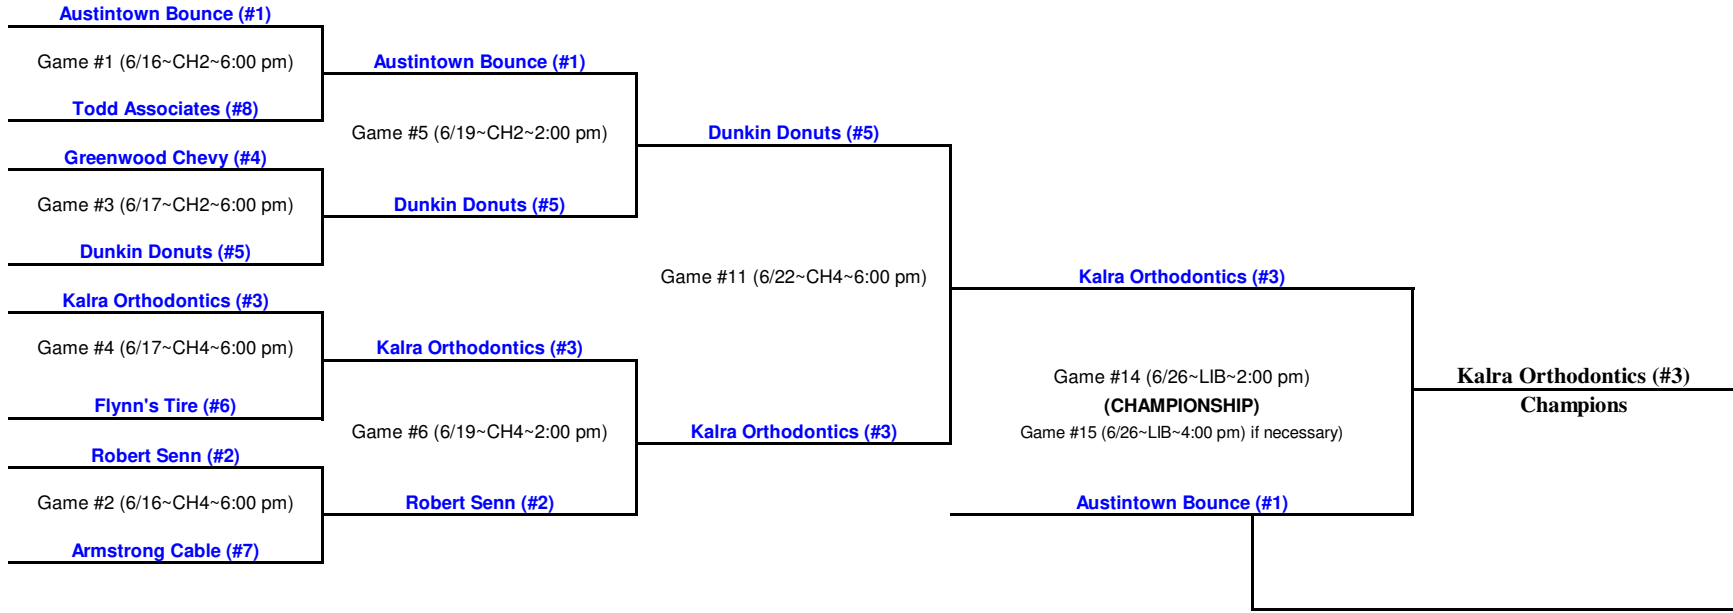 Austintown Bounce (#1)
Game #1 (6/16~CH2~6:00 pm)
Todd Associates (#8)
Greenwood Chevy (#4)
Game #3 (6/17~CH2~6:00 pm)
Dunkin Donuts (#5)
Kalra Orthodontics (#3)
Game #4 (6/17~CH4~6:00 pm)
Flynn's Tire (#6)
Robert Senn (#2)
Game #2 (6/16~CH4~6:00 pm)
Armstrong Cable (#7)
Austintown Bounce (#1)
Game #5 (6/19~CH2~2:00 pm)
Dunkin Donuts (#5)
Kalra Orthodontics (#3)
Game #6 (6/19~CH4~2:00 pm)
Robert Senn (#2)
Dunkin Donuts (#5)
Game #11 (6/22~CH4~6:00 pm)
Kalra Orthodontics (#3)
Kalra Orthodontics (#3)
Game #14 (6/26~LIB~2:00 pm)
(CHAMPIONSHIP)
Game #15 (6/26~LIB~4:00 pm) if necessary)
Austintown Bounce (#1)
Kalra Orthodontics (#3)
Champions